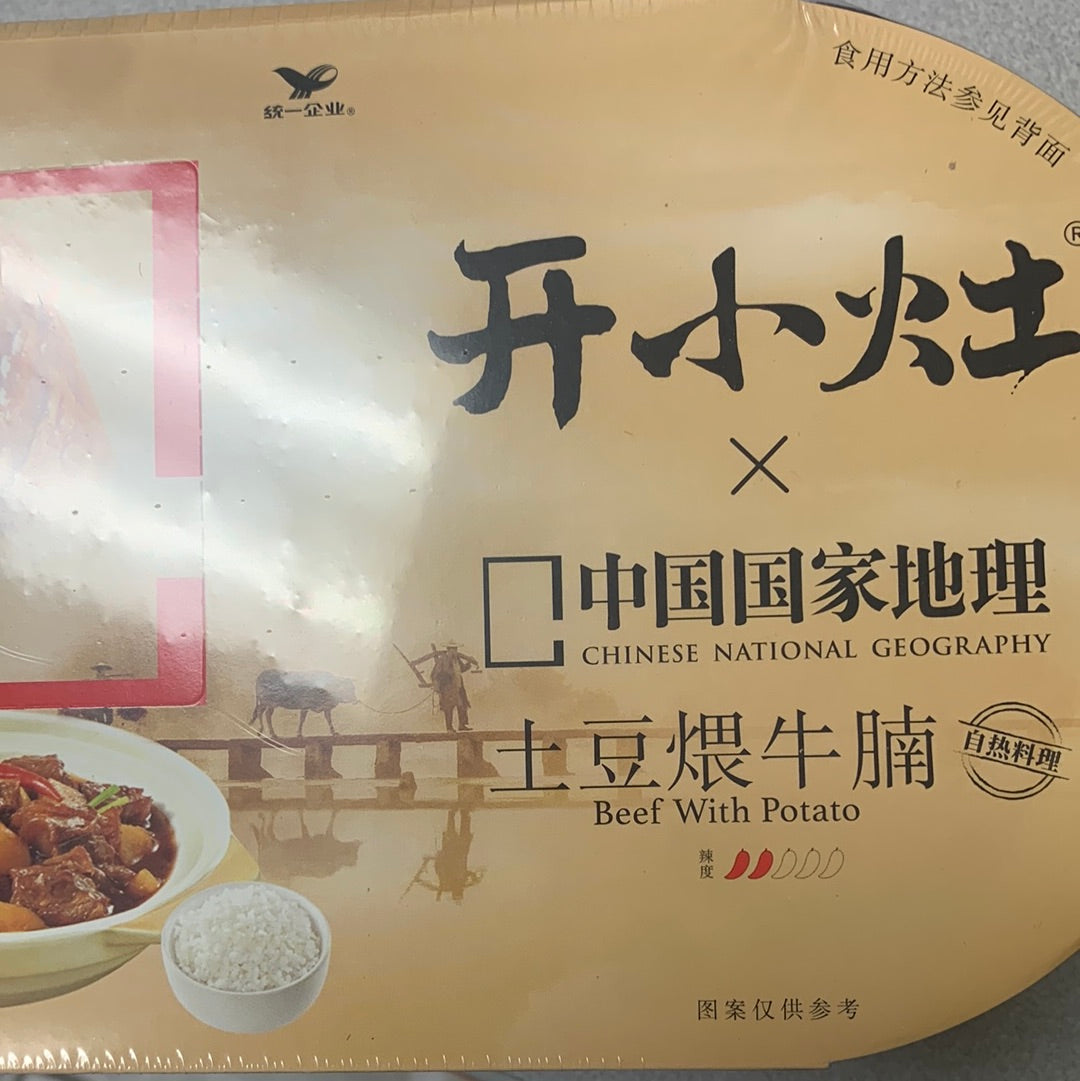 统一企业®
食用方法参见背面
开小灶®
×
中国国家地理
CHINESE NATIONAL GEOGRAPHY
土豆煨牛腩
自热料理
Beef With Potato
辣度
图案仅供参考